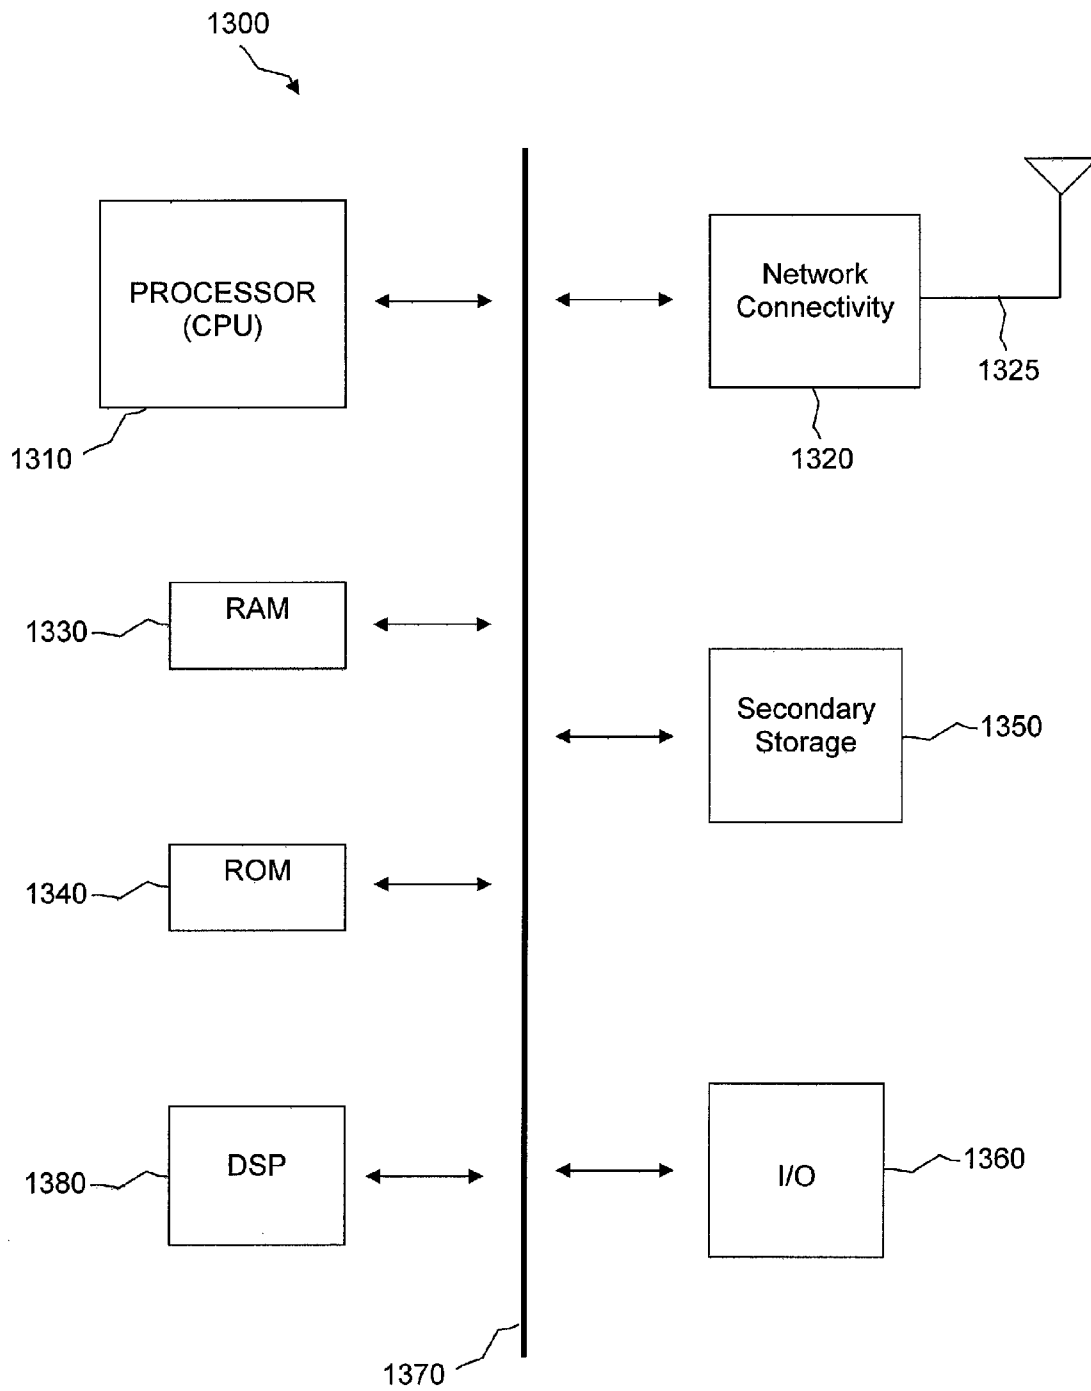 1300
PROCESSOR
(CPU)
1310
Network
Connectivity
1325
1320
RAM
1330
Secondary
Storage
1350
ROM
1340
DSP
1380
I/O
1360
1370